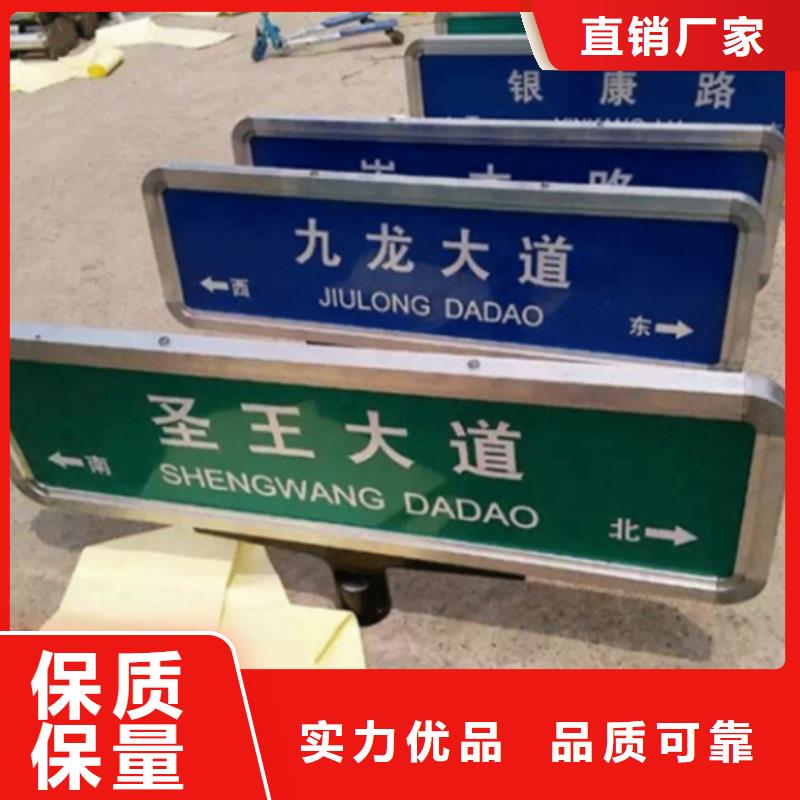 直销厂家
银康路
九龙大道
JIULONG DADAO
←西
东→
圣王大道
SHENGWANG DADAO
←南
北→
保质
保量
实力优品 品质可靠